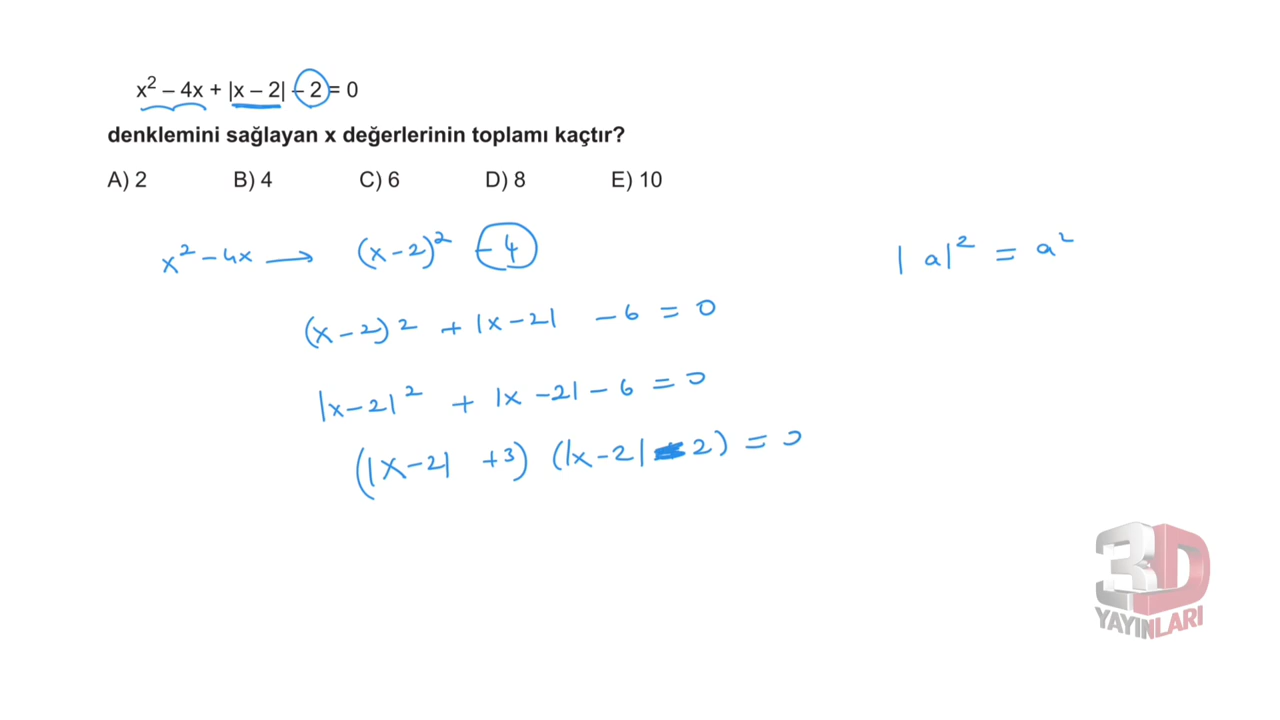 x² – 4x + |x – 2| – 2 = 0
denklemini sağlayan x değerlerinin toplamı kaçtır?
A) 2 B) 4 C) 6 D) 8 E) 10
x² – 4x → (x – 2)² – 4
|a|² = a²
(x – 2)² + |x – 2| – 6 = 0
|x – 2|² + |x – 2| – 6 = 0
(|x – 2| + 3) (|x – 2| – 2) = 0
3D
YAYINLARI